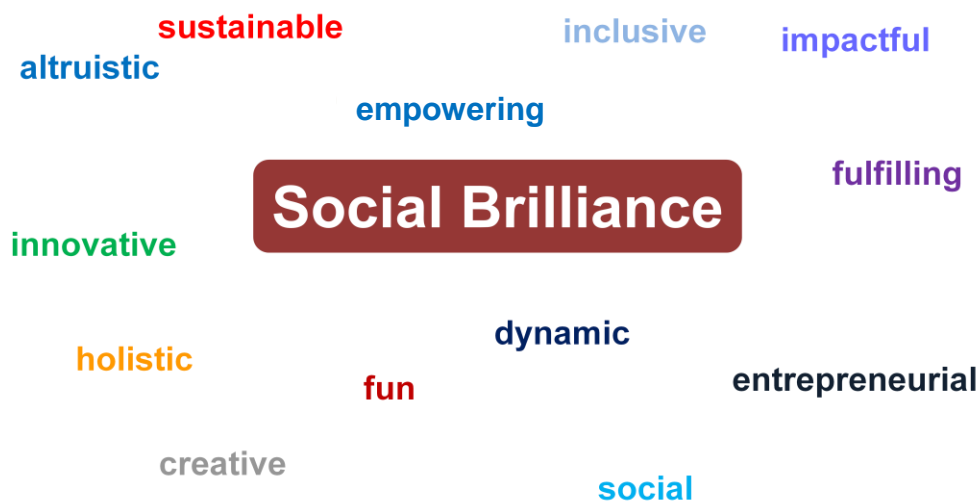 sustainable
inclusive
impactful
altruistic
empowering
fulfilling
Social Brilliance
innovative
dynamic
holistic
entrepreneurial
fun
creative
social